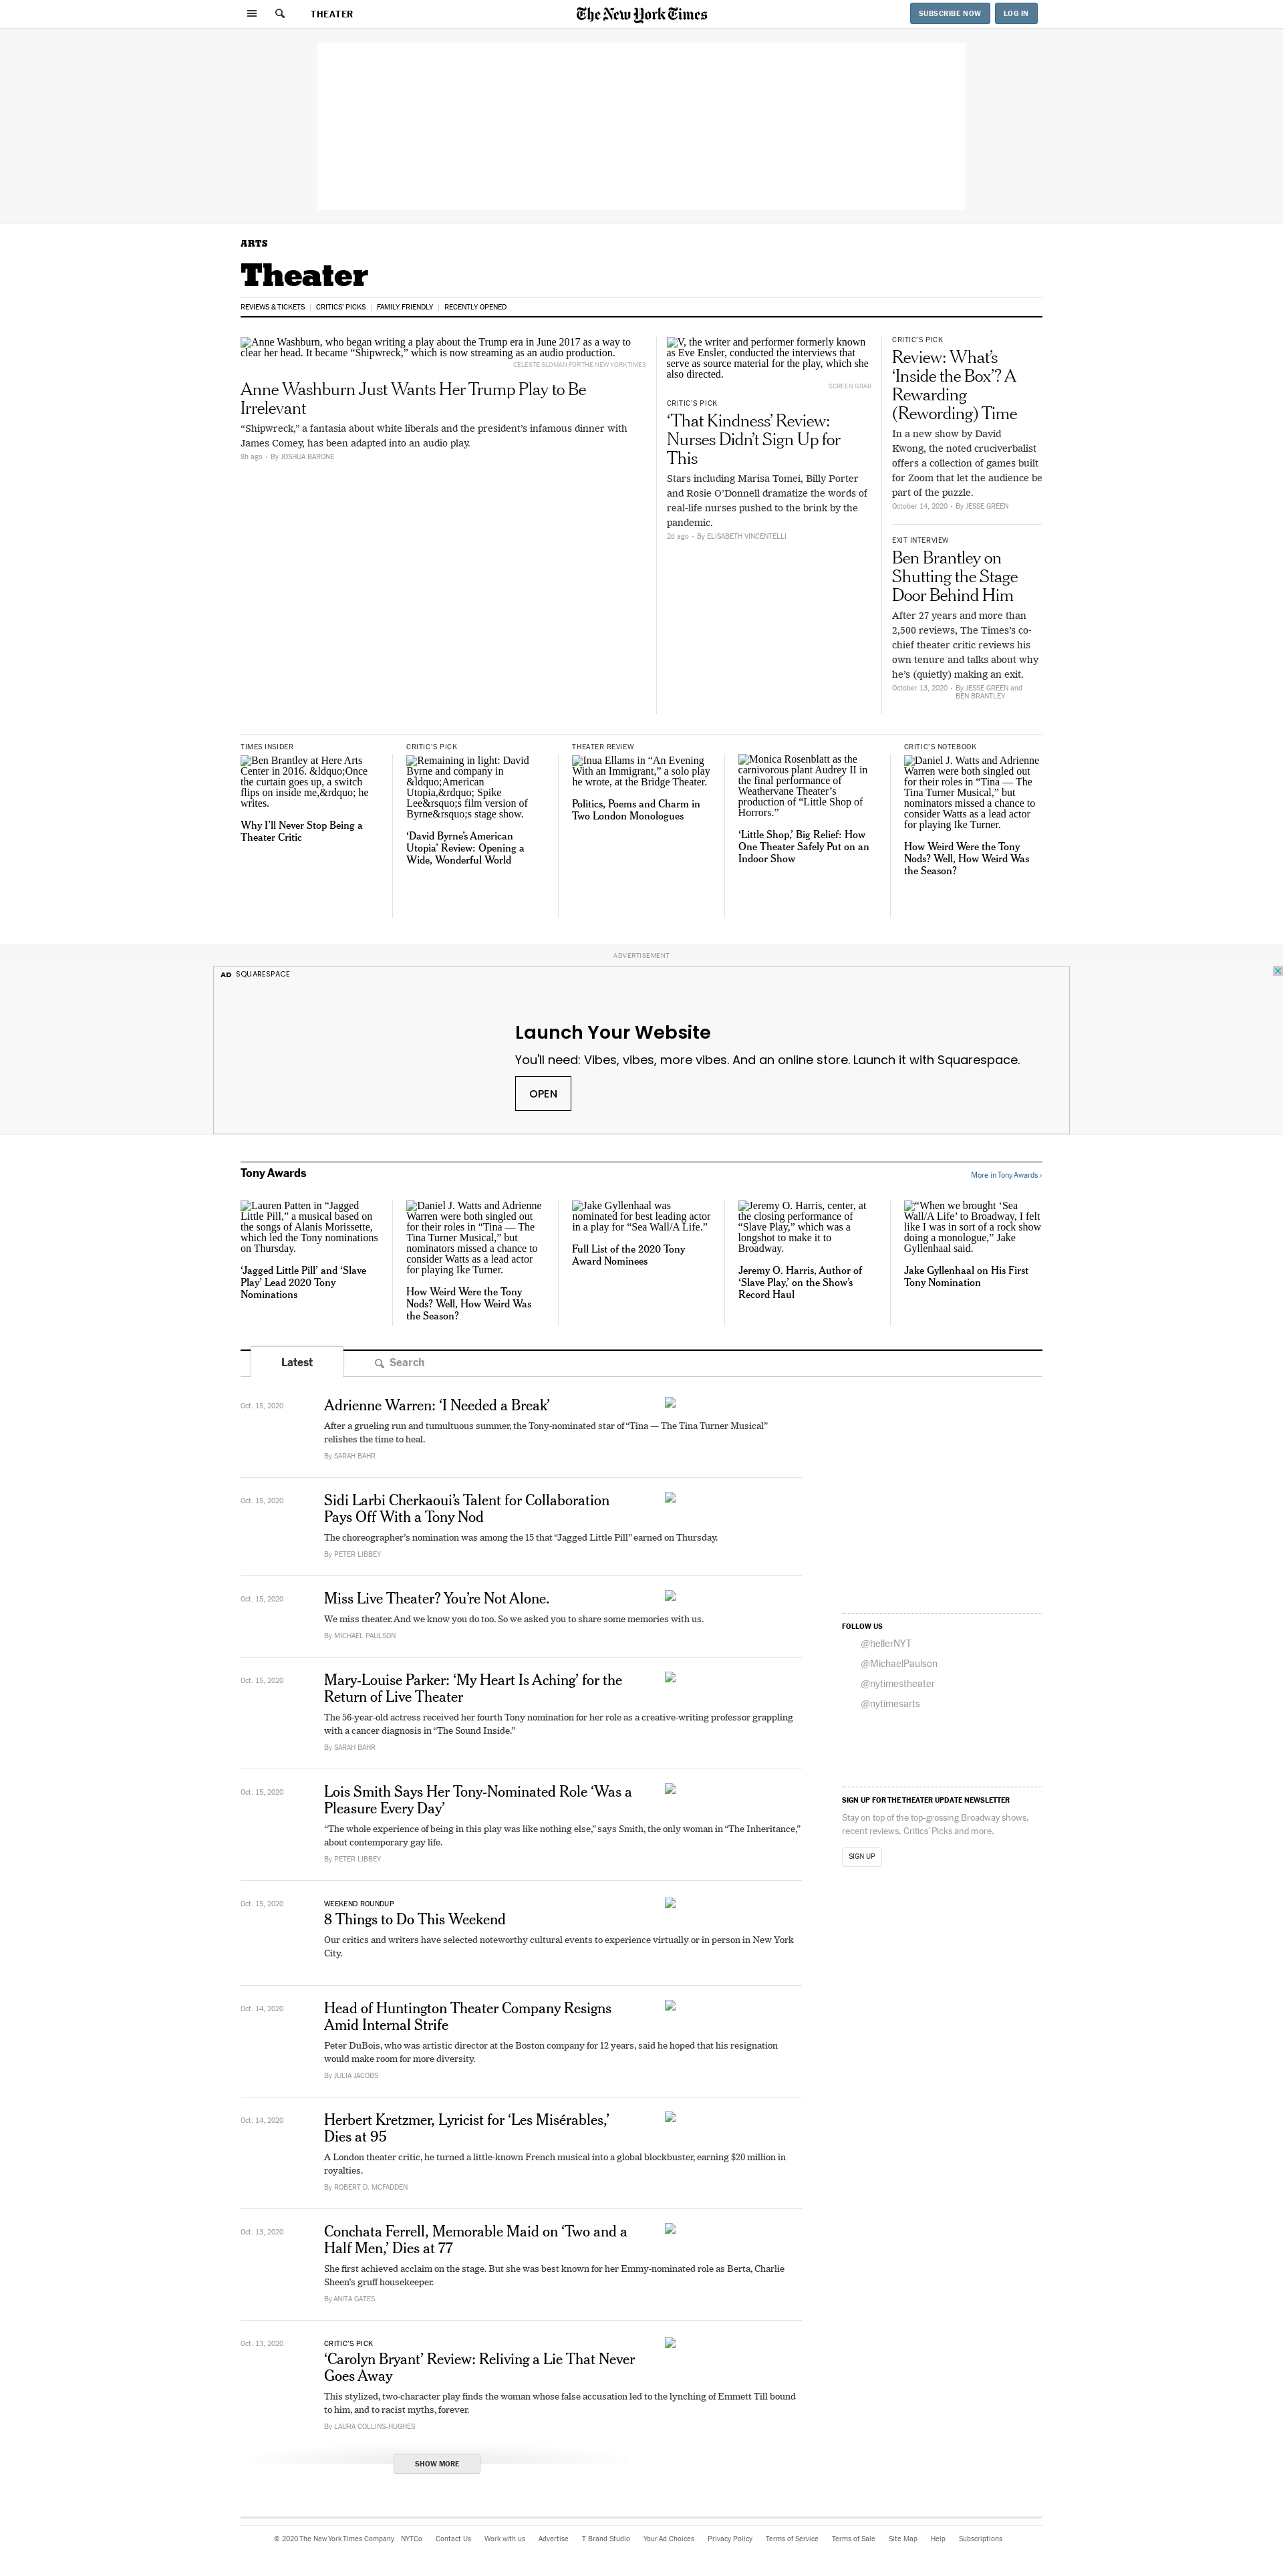 THEATER
The New York Times
SUBSCRIBE NOW
LOG IN
ARTS
Theater
REVIEWS & TICKETS | CRITICS' PICKS | FAMILY FRIENDLY | RECENTLY OPENED
Anne Washburn, who began writing a play about the Trump era in June 2017 as a way to
clear her head. It became “Shipwreck,” which is now streaming as an audio production.
CELESTE SLOMAN FOR THE NEW YORK TIMES
Anne Washburn Just Wants Her Trump Play to Be
Irrelevant
“Shipwreck,” a fantasia about white liberals and the president’s infamous dinner with
James Comey, has been adapted into an audio play.
8h ago • By JOSHUA BARONE
V, the writer and performer formerly known
as Eve Ensler, conducted the interviews that
serve as source material for the play, which she
also directed.
SCREEN GRAB
CRITIC’S PICK
‘That Kindness’ Review:
Nurses Didn’t Sign Up for
This
Stars including Marisa Tomei, Billy Porter
and Rosie O’Donnell dramatize the words of
real-life nurses pushed to the brink by the
pandemic.
2d ago • By ELISABETH VINCENTELLI
CRITIC’S PICK
Review: What’s
‘Inside the Box’? A
Rewarding
(Rewording) Time
In a new show by David
Kwong, the noted cruciverbalist
offers a collection of games built
for Zoom that let the audience be
part of the puzzle.
October 14, 2020 • By JESSE GREEN
EXIT INTERVIEW
Ben Brantley on
Shutting the Stage
Door Behind Him
After 27 years and more than
2,500 reviews, The Times’s co-
chief theater critic reviews his
own tenure and talks about why
he’s (quietly) making an exit.
October 13, 2020 • By JESSE GREEN and
BEN BRANTLEY
TIMES INSIDER
Ben Brantley at Here Arts
Center in 2016. &ldquo;Once
the curtain goes up, a switch
flips on inside me,&rdquo; he
writes.
Why I’ll Never Stop Being a
Theater Critic
CRITIC’S PICK
Remaining in light: David
Byrne and company in
&ldquo;American
Utopia,&rdquo; Spike
Lee&rsquo;s film version of
Byrne&rsquo;s stage show.
‘David Byrne’s American
Utopia’ Review: Opening a
Wide, Wonderful World
THEATER REVIEW
Inua Ellams in “An Evening
With an Immigrant,” a solo play
he wrote, at the Bridge Theater.
Politics, Poems and Charm in
Two London Monologues
Monica Rosenblatt as the
carnivorous plant Audrey II in
the final performance of
Weathervane Theater’s
production of “Little Shop of
Horrors.”
‘Little Shop,’ Big Relief: How
One Theater Safely Put on an
Indoor Show
CRITIC’S NOTEBOOK
Daniel J. Watts and Adrienne
Warren were both singled out
for their roles in “Tina — The
Tina Turner Musical,” but
nominators missed a chance to
consider Watts as a lead actor
for playing Ike Turner.
How Weird Were the Tony
Nods? Well, How Weird Was
the Season?
ADVERTISEMENT
AD SQUARESPACE
Launch Your Website
You'll need: Vibes, vibes, more vibes. And an online store. Launch it with Squarespace.
OPEN
Tony Awards
More in Tony Awards ›
Lauren Patten in “Jagged
Little Pill,” a musical based on
the songs of Alanis Morissette,
which led the Tony nominations
on Thursday.
‘Jagged Little Pill’ and ‘Slave
Play’ Lead 2020 Tony
Nominations
Daniel J. Watts and Adrienne
Warren were both singled out
for their roles in “Tina — The
Tina Turner Musical,” but
nominators missed a chance to
consider Watts as a lead actor
for playing Ike Turner.
How Weird Were the Tony
Nods? Well, How Weird Was
the Season?
Jake Gyllenhaal was
nominated for best leading actor
in a play for “Sea Wall/A Life.”
Full List of the 2020 Tony
Award Nominees
Jeremy O. Harris, center, at
the closing performance of
“Slave Play,” which was a
longshot to make it to
Broadway.
Jeremy O. Harris, Author of
‘Slave Play,’ on the Show’s
Record Haul
“When we brought ‘Sea
Wall/A Life’ to Broadway, I felt
like I was in sort of a rock show
doing a monologue,” Jake
Gyllenhaal said.
Jake Gyllenhaal on His First
Tony Nomination
Latest
Search
Oct. 15, 2020
Adrienne Warren: ‘I Needed a Break’
After a grueling run and tumultuous summer, the Tony-nominated star of “Tina — The Tina Turner Musical”
relishes the time to heal.
By SARAH BAHR
Oct. 15, 2020
Sidi Larbi Cherkaoui’s Talent for Collaboration
Pays Off With a Tony Nod
The choreographer’s nomination was among the 15 that “Jagged Little Pill” earned on Thursday.
By PETER LIBBEY
Oct. 15, 2020
Miss Live Theater? You’re Not Alone.
We miss theater. And we know you do too. So we asked you to share some memories with us.
By MICHAEL PAULSON
Oct. 15, 2020
Mary-Louise Parker: ‘My Heart Is Aching’ for the
Return of Live Theater
The 56-year-old actress received her fourth Tony nomination for her role as a creative-writing professor grappling
with a cancer diagnosis in “The Sound Inside.”
By SARAH BAHR
Oct. 15, 2020
Lois Smith Says Her Tony-Nominated Role ‘Was a
Pleasure Every Day’
“The whole experience of being in this play was like nothing else,” says Smith, the only woman in “The Inheritance,”
about contemporary gay life.
By PETER LIBBEY
Oct. 15, 2020
WEEKEND ROUNDUP
8 Things to Do This Weekend
Our critics and writers have selected noteworthy cultural events to experience virtually or in person in New York
City.
Oct. 14, 2020
Head of Huntington Theater Company Resigns
Amid Internal Strife
Peter DuBois, who was artistic director at the Boston company for 12 years, said he hoped that his resignation
would make room for more diversity.
By JULIA JACOBS
Oct. 14, 2020
Herbert Kretzmer, Lyricist for ‘Les Misérables,’
Dies at 95
A London theater critic, he turned a little-known French musical into a global blockbuster, earning $20 million in
royalties.
By ROBERT D. MCFADDEN
Oct. 13, 2020
Conchata Ferrell, Memorable Maid on ‘Two and a
Half Men,’ Dies at 77
She first achieved acclaim on the stage. But she was best known for her Emmy-nominated role as Berta, Charlie
Sheen’s gruff housekeeper.
By ANITA GATES
Oct. 13, 2020
CRITIC’S PICK
‘Carolyn Bryant’ Review: Reliving a Lie That Never
Goes Away
This stylized, two-character play finds the woman whose false accusation led to the lynching of Emmett Till bound
to him, and to racist myths, forever.
By LAURA COLLINS-HUGHES
SHOW MORE
FOLLOW US
@hellerNYT
@MichaelPaulson
@nytimestheater
@nytimesarts
SIGN UP FOR THE THEATER UPDATE NEWSLETTER
Stay on top of the top-grossing Broadway shows,
recent reviews, Critics’ Picks and more.
SIGN UP
© 2020 The New York Times Company NYTCo Contact Us Work with us Advertise T Brand Studio Your Ad Choices Privacy Policy Terms of Service Terms of Sale Site Map Help Subscriptions